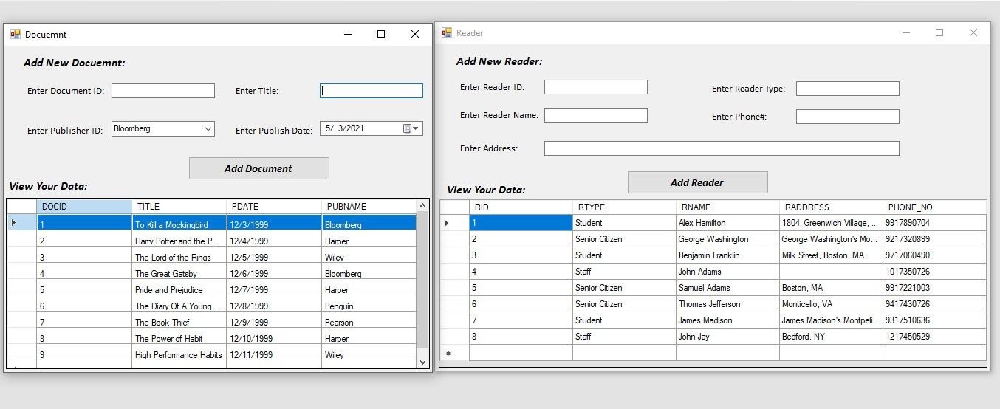 Docuemnt
Add New Docuemnt:
Enter Document ID:
Enter Title:
Enter Publisher ID:
Bloomberg
Enter Publish Date:
5/ 3/2021
Add Document
View Your Data:
DOCID TITLE PDATE PUBNAME
1 To Kill a Mockingbird 12/3/1999 Bloomberg
2 Harry Potter and the P... 12/4/1999 Harper
3 The Lord of the Rings 12/5/1999 Wiley
4 The Great Gatsby 12/6/1999 Bloomberg
5 Pride and Prejudice 12/7/1999 Harper
6 The Diary Of A Young ... 12/8/1999 Penguin
7 The Book Thief 12/9/1999 Pearson
8 The Power of Habit 12/10/1999 Harper
9 High Performance Habits 12/11/1999 Wiley
Reader
Add New Reader:
Enter Reader ID:
Enter Reader Type:
Enter Reader Name:
Enter Phone#:
Enter Address:
Add Reader
View Your Data:
RID RTYPE RNAME RADDRESS PHONE_NO
1 Student Alex Hamilton 1804, Greenwich Village, ... 9917890704
2 Senior Citizen George Washington George Washington's Mo... 9217320899
3 Student Benjamin Franklin Milk Street, Boston, MA 9717060490
4 Staff John Adams 1017350726
5 Senior Citizen Samuel Adams Boston, MA 9917221003
6 Senior Citizen Thomas Jefferson Monticello, VA 9417430726
7 Student James Madison James Madison's Montpeli... 9317510636
8 Staff John Jay Bedford, NY 1217450529